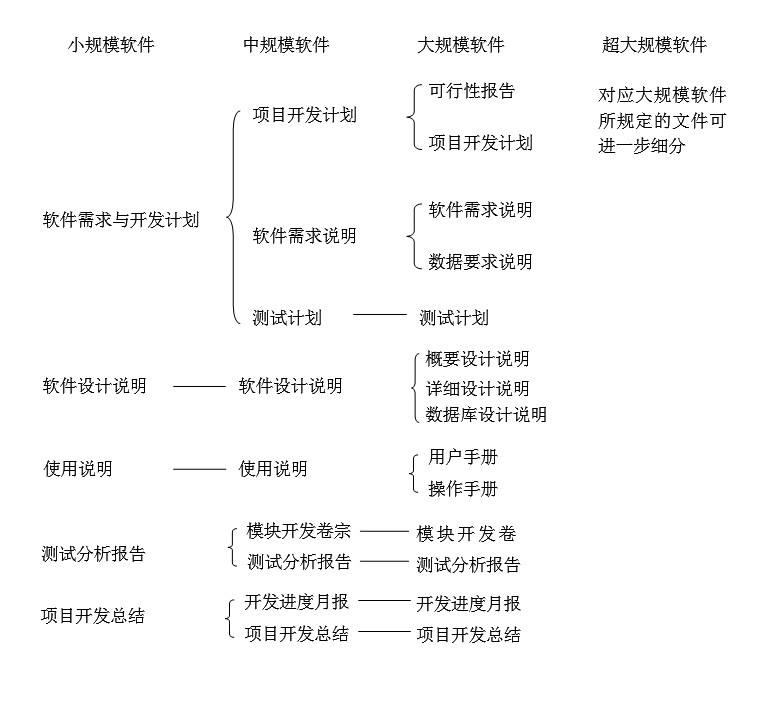 小规模软件 中规模软件 大规模软件 超大规模软件
可行性报告
对应大规模软件
项目开发计划
所规定的文件可
项目开发计划
进一步细分
软件需求说明
软件需求与开发计划
软件需求说明
数据要求说明
测试计划 测试计划
概要设计说明
软件设计说明 软件设计说明 详细设计说明
数据库设计说明
用户手册
使用说明 使用说明
操作手册
模块开发卷宗 模块开发卷
测试分析报告
测试分析报告 测试分析报告
开发进度月报 开发进度月报
项目开发总结
项目开发总结 项目开发总结